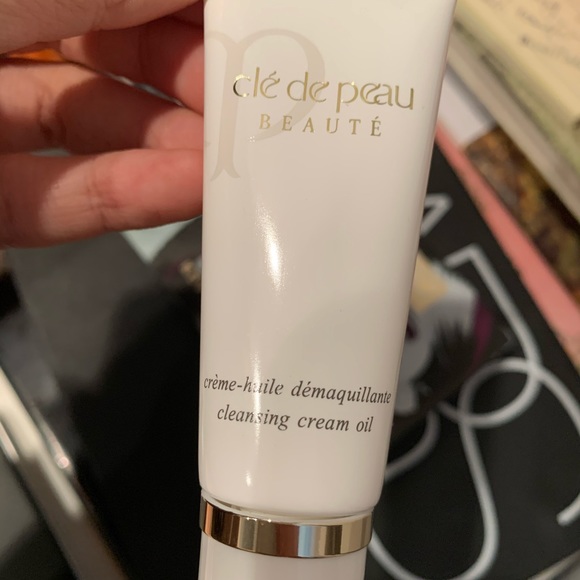 clé de peau
BEAUTÉ
crème-huile démaquillante
cleansing cream oil